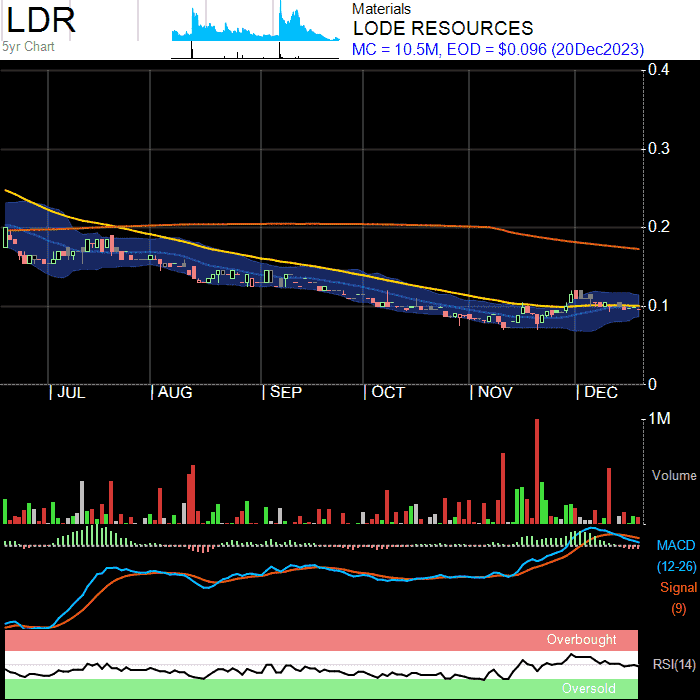 LDR
5yr Chart
Materials
LODE RESOURCES
MC = 10.5M, EOD = $0.096 (20Dec2023)
0.4
0.3
0.2
0.1
0
JUL AUG SEP OCT NOV DEC
1M
Volume
MACD
(12-26)
Signal
(9)
Overbought
RSI(14)
Oversold